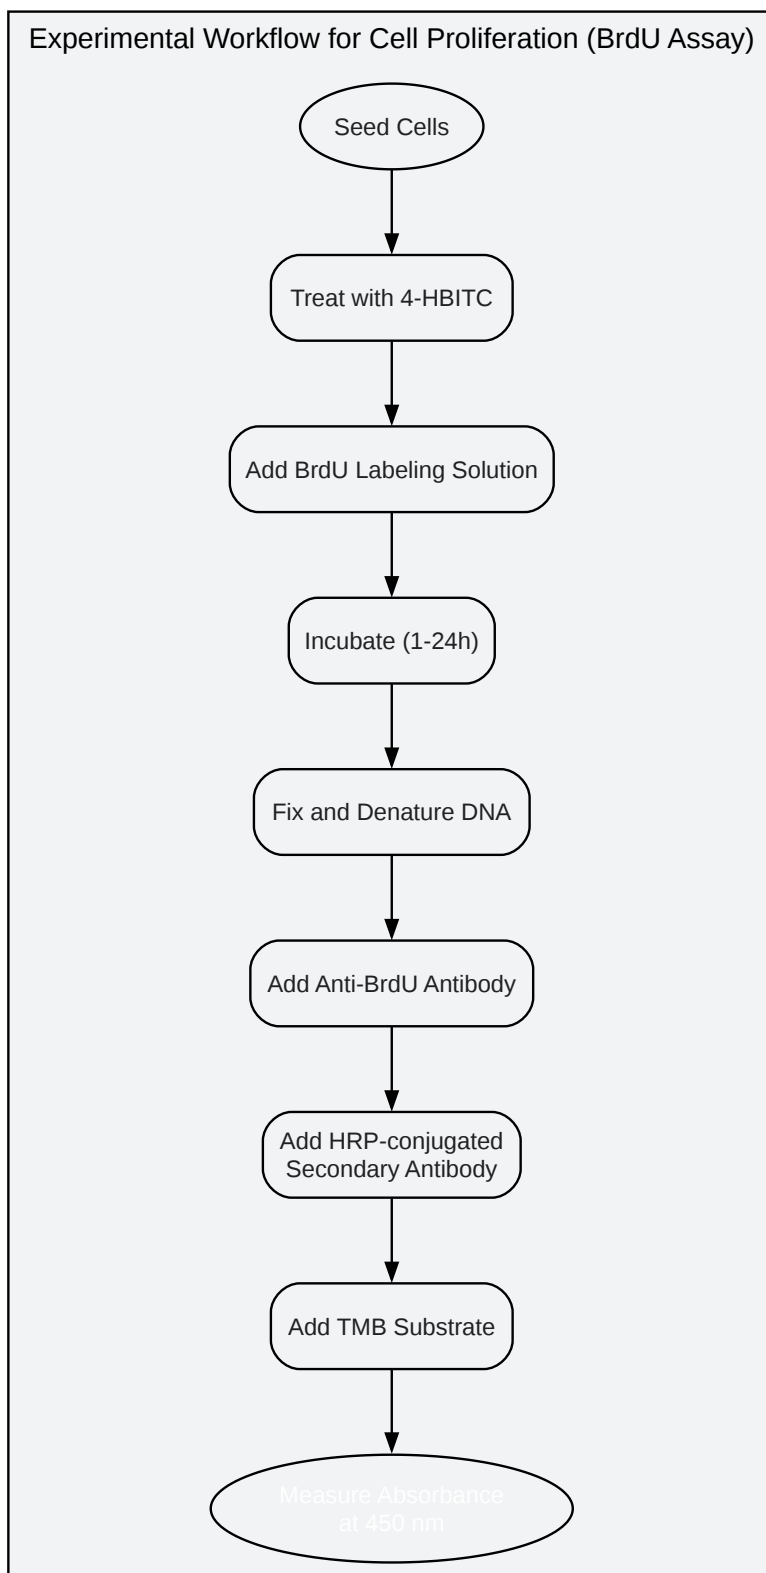 Experimental Workflow for Cell Proliferation (BrdU Assay)
Seed Cells
Treat with 4-HBITC
Add BrdU Labeling Solution
Incubate (1-24h)
Fix and Denature DNA
Add Anti-BrdU Antibody
Add HRP-conjugated
Secondary Antibody
Add TMB Substrate
Measure Absorbance
at 450 nm